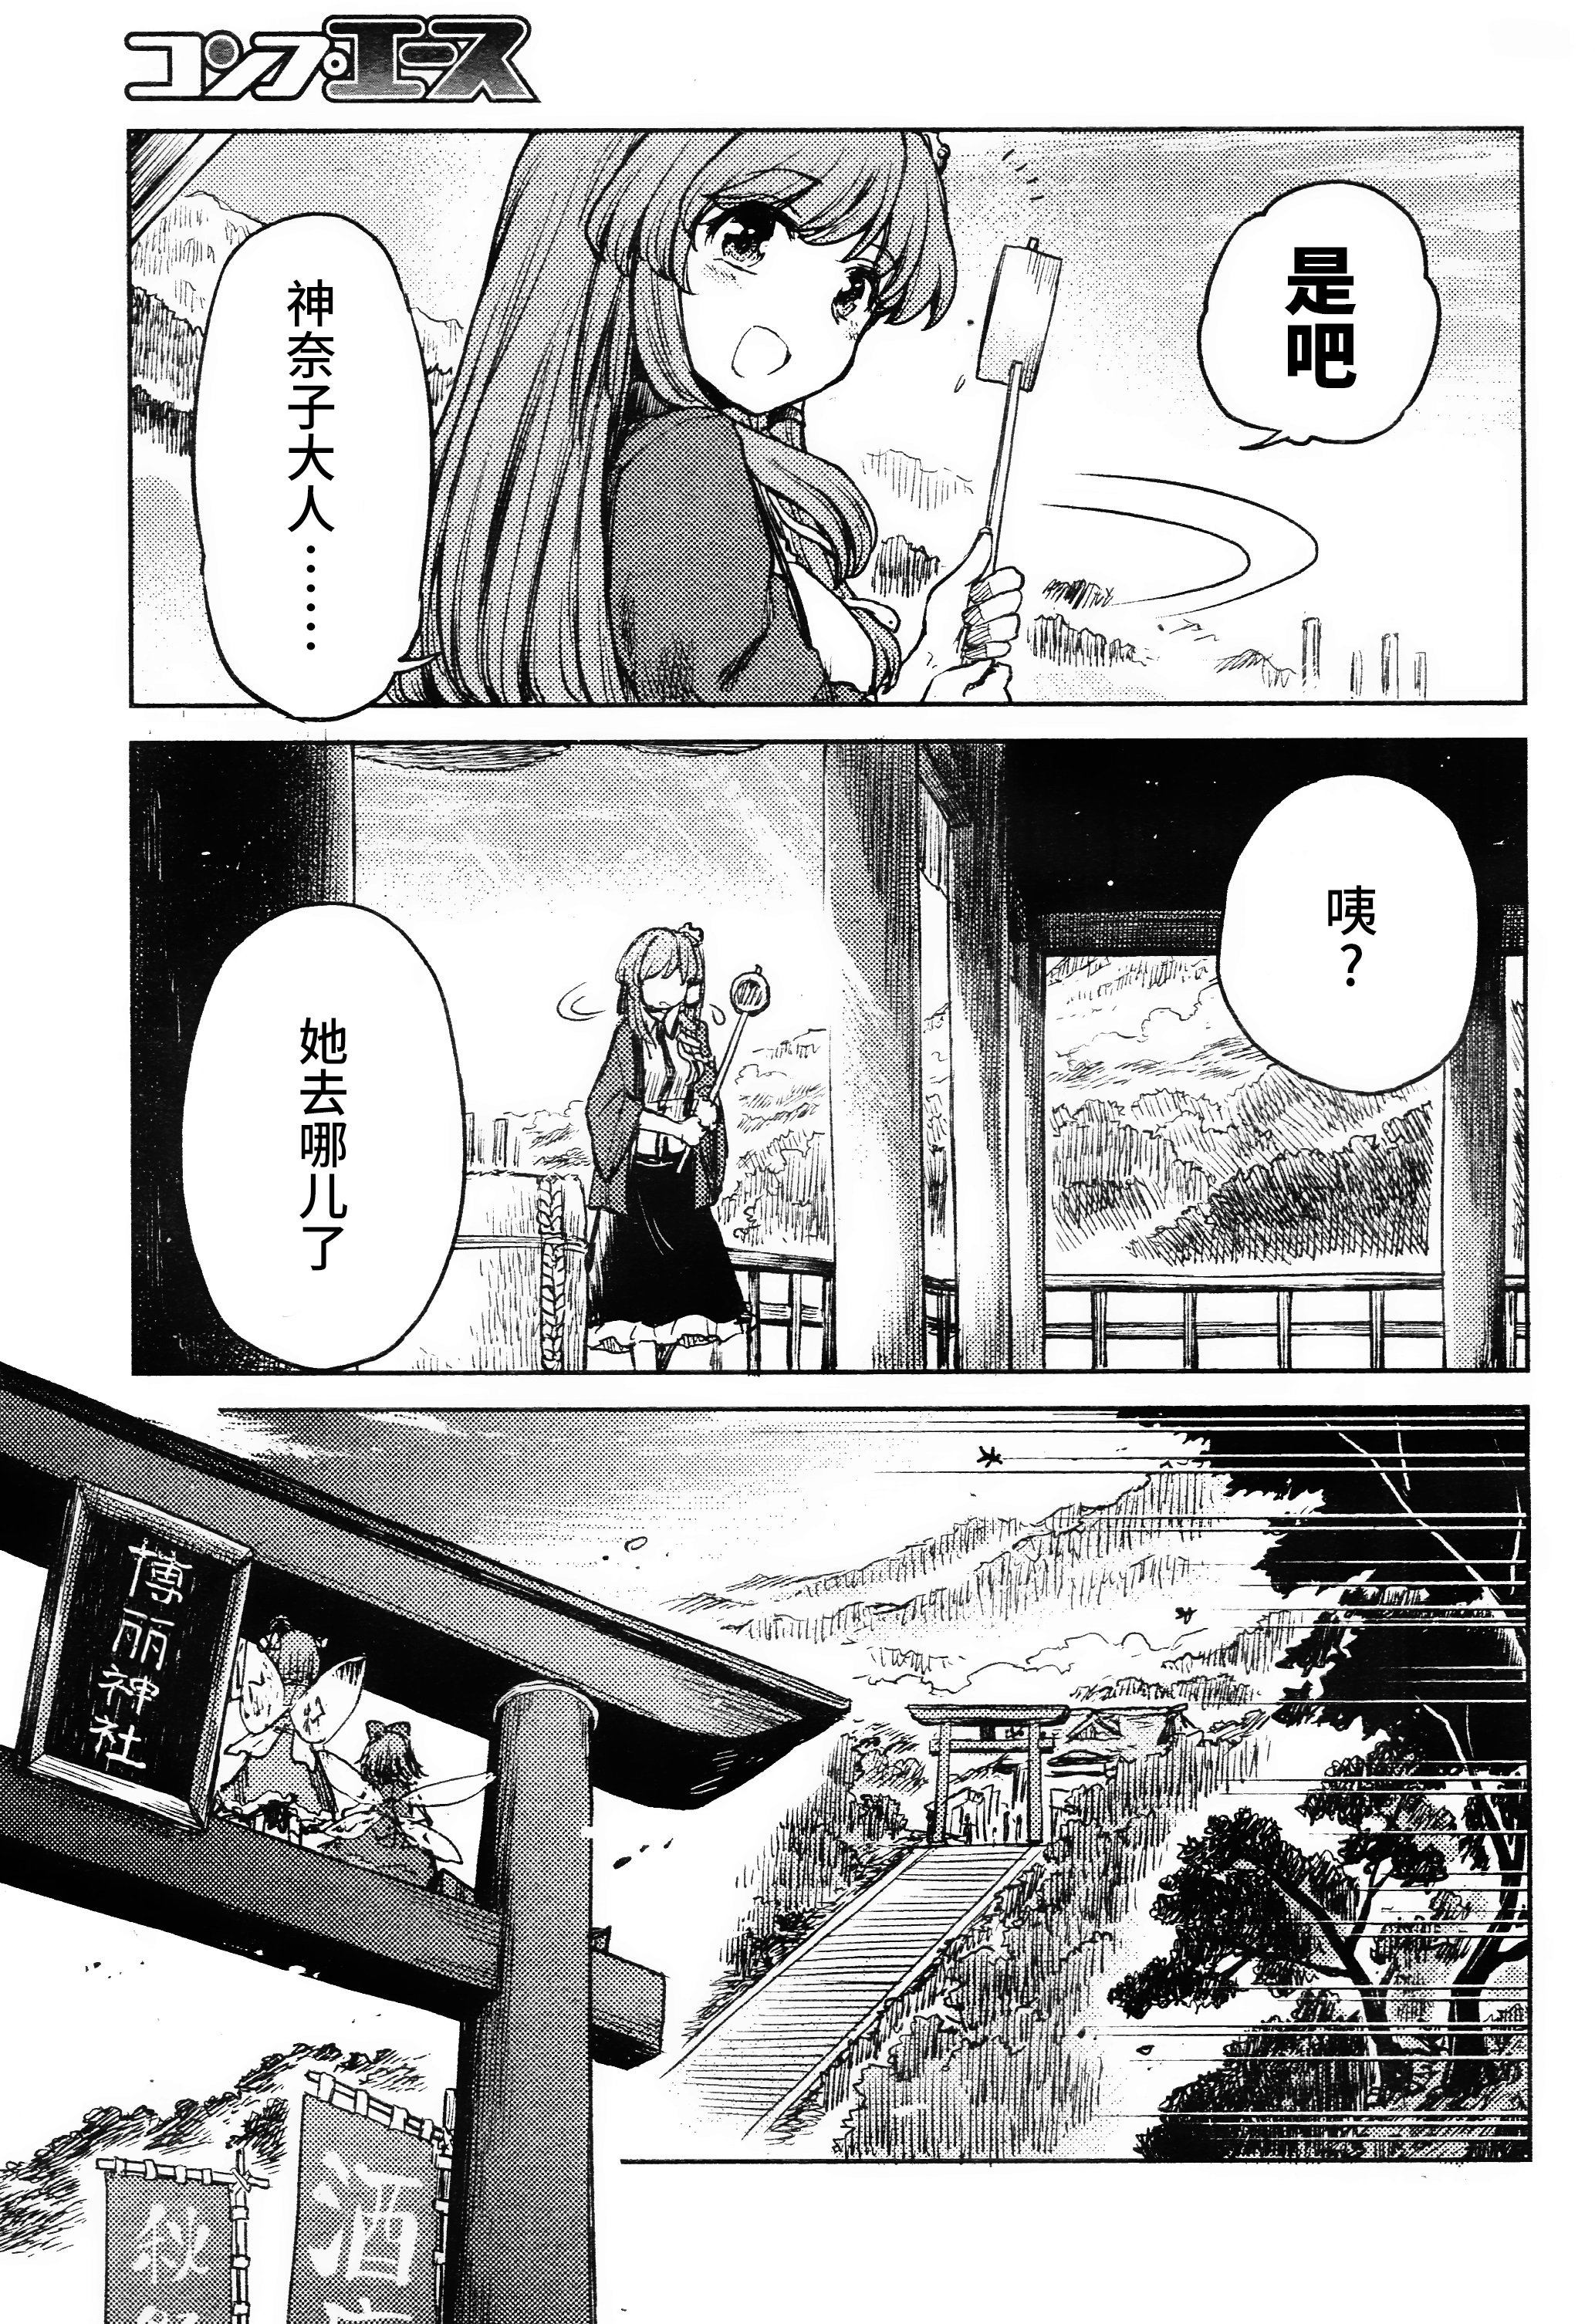 コンプ・エース
是吧
神奈子大人……
咦?
她去哪儿了
博丽神社
秋
酒